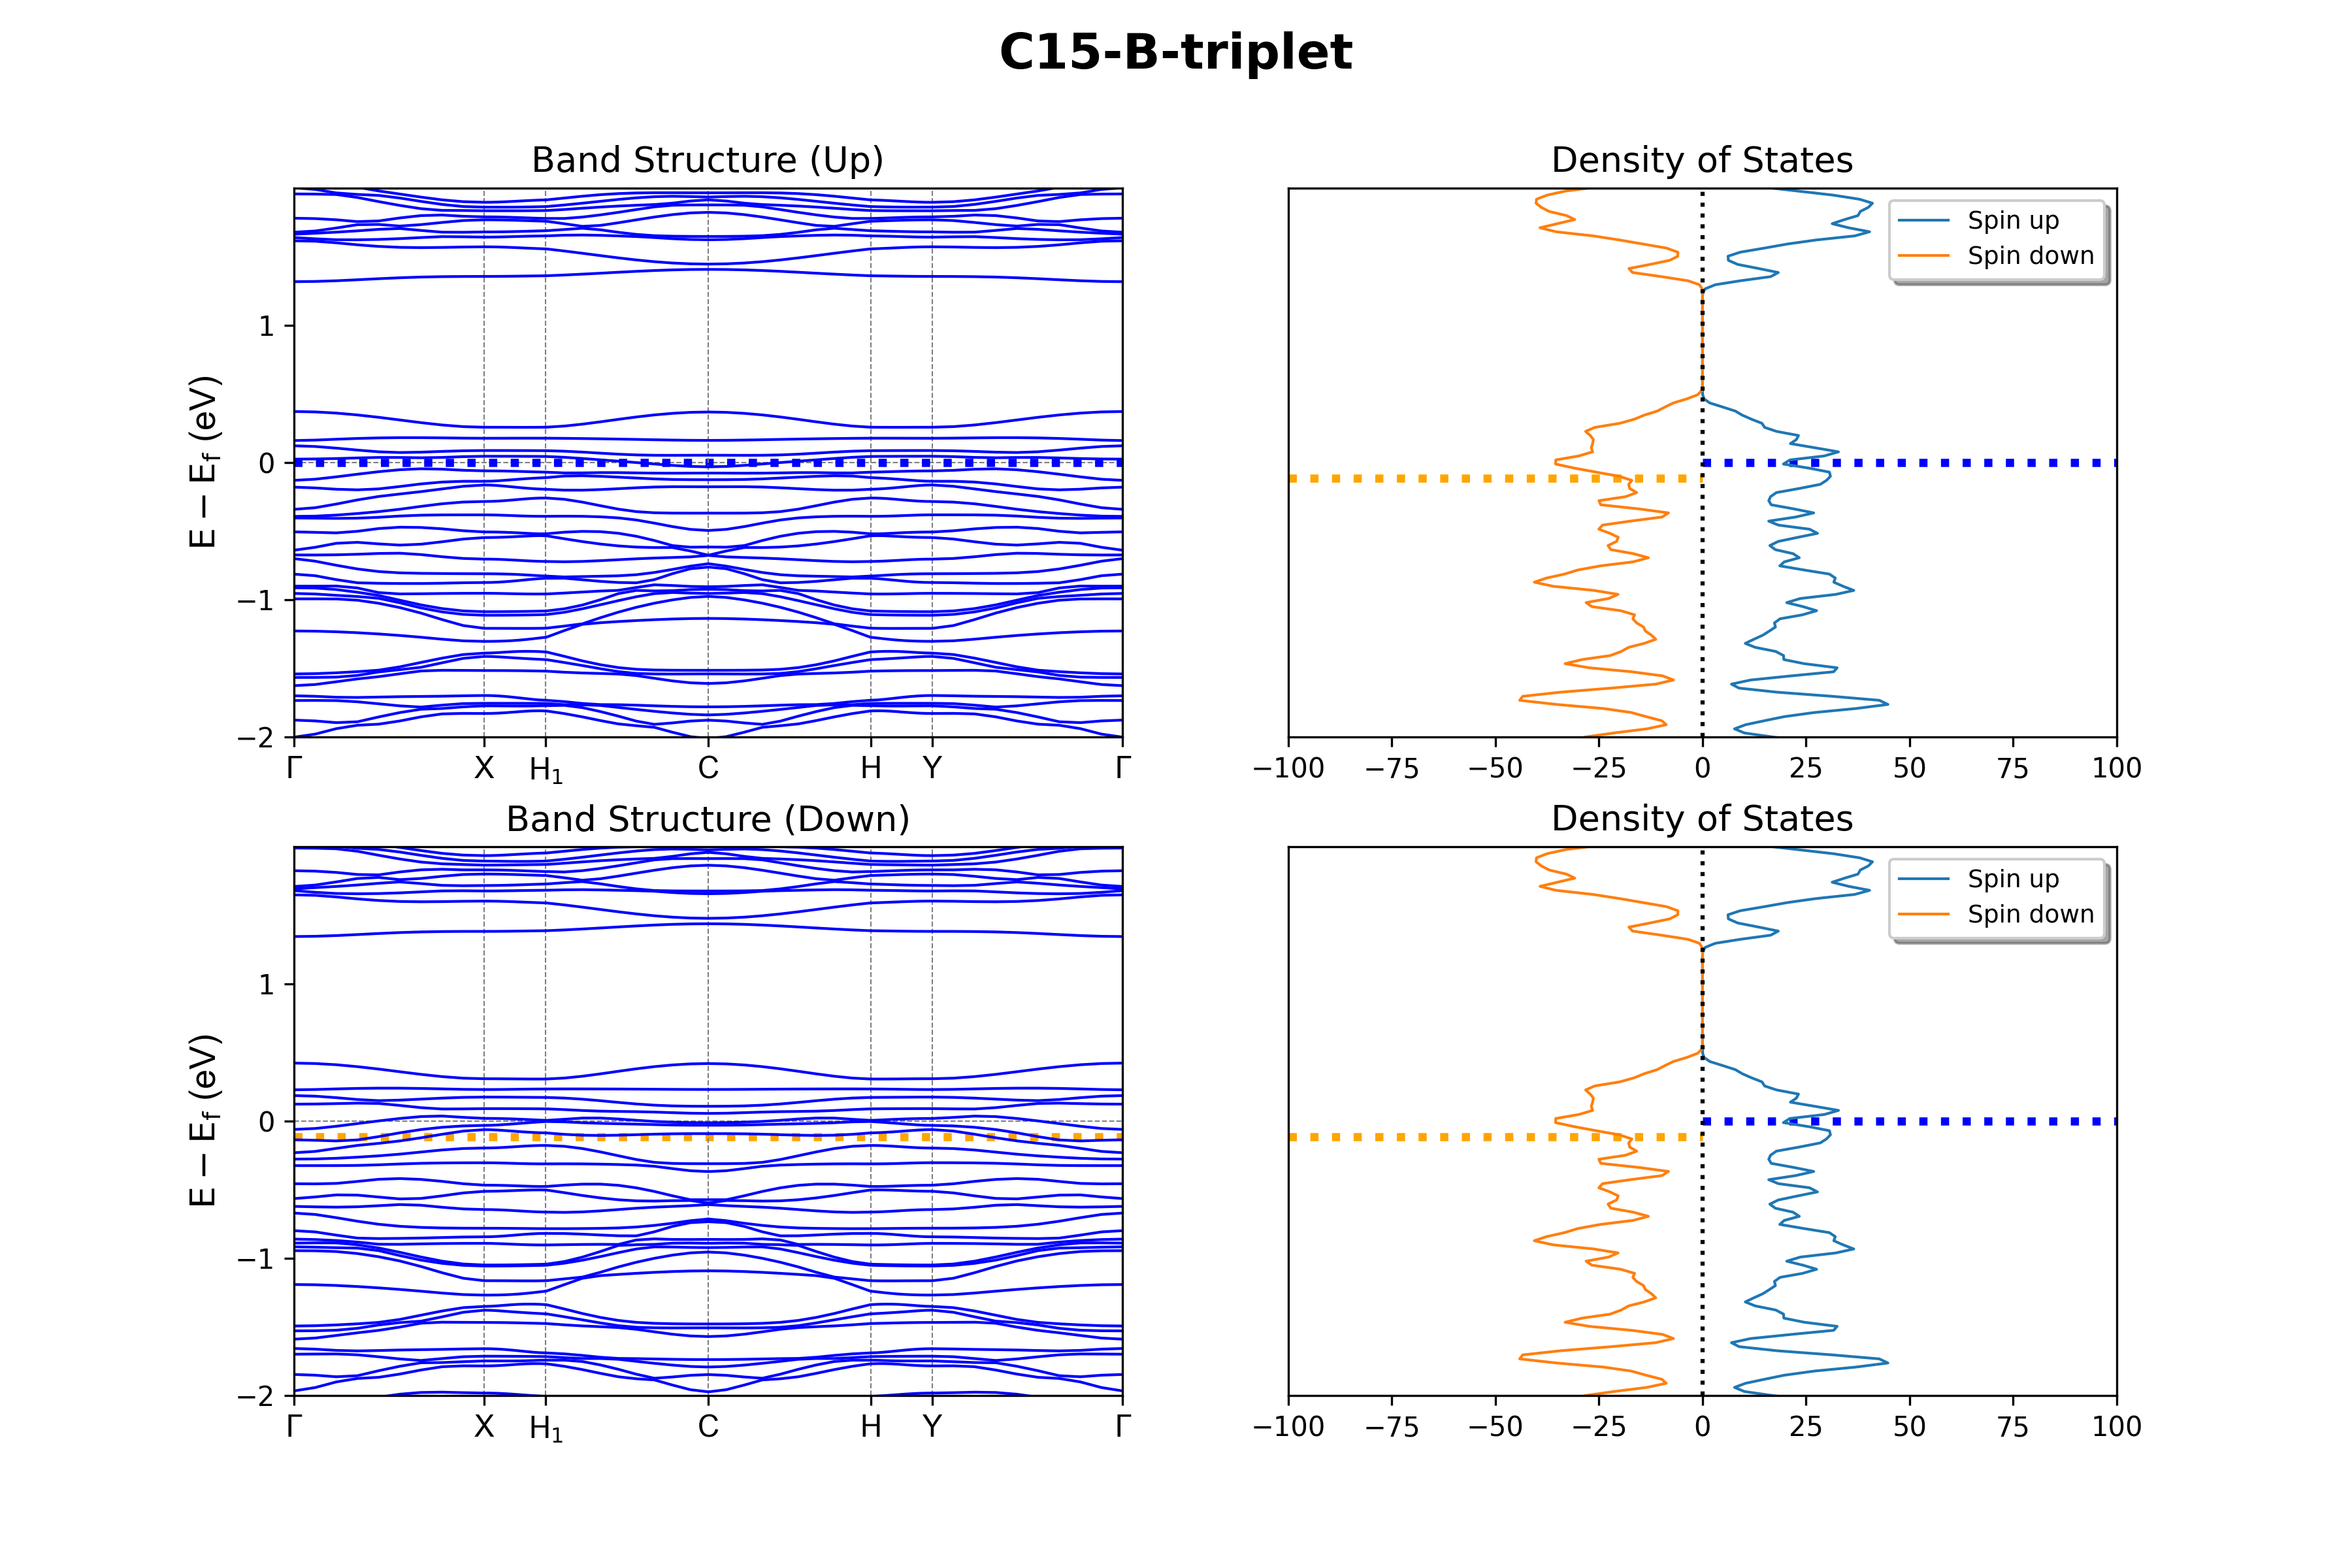 C15-B-triplet
Band Structure (Up)
E − E_f (eV)
1
0
−1
−2
Γ X H₁ C H Y Γ
Density of States
Spin up
Spin down
−100 −75 −50 −25 0 25 50 75 100
Band Structure (Down)
E − E_f (eV)
1
0
−1
−2
Γ X H₁ C H Y Γ
Density of States
Spin up
Spin down
−100 −75 −50 −25 0 25 50 75 100